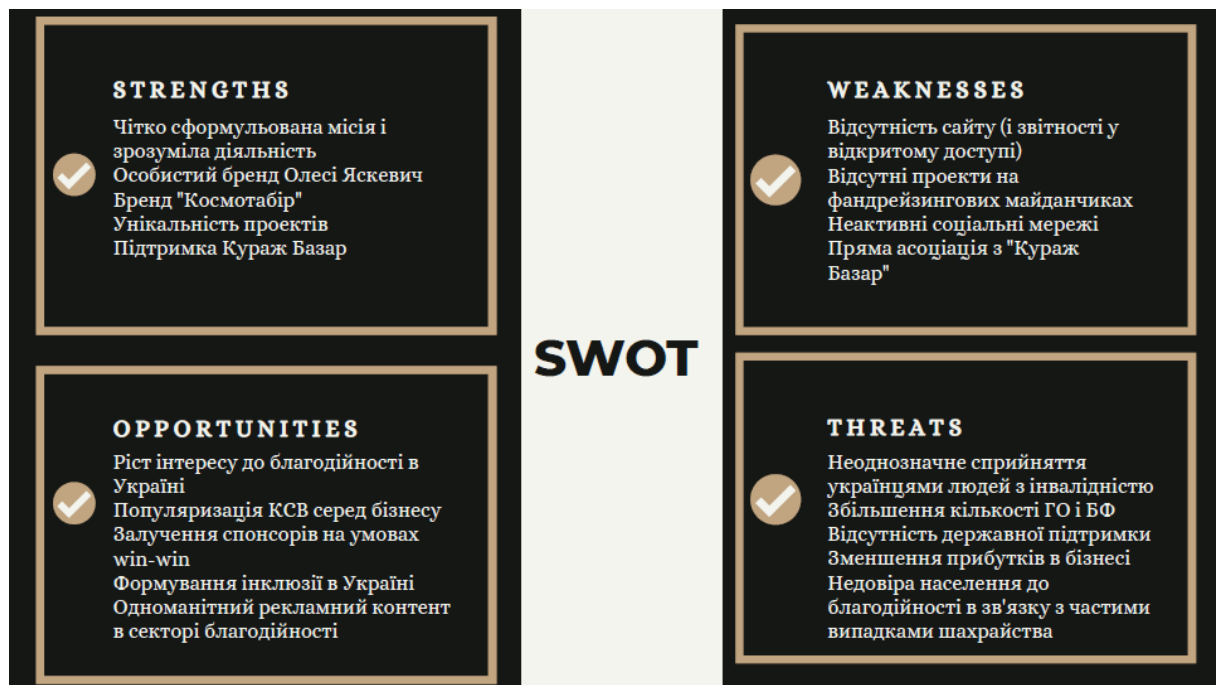 STRENGTHS
Чітко сформульована місія і
зрозуміла діяльність
Особистий бренд Олесі Яскевич
Бренд "Космотабір"
Унікальність проектів
Підтримка Кураж Базар
WEAKNESSES
Відсутність сайту (і звітності у
відкритому доступі)
Відсутні проекти на
фандрейзингових майданчиках
Неактивні соціальні мережі
Пряма асоціація з "Кураж
Базар"
SWOT
OPPORTUNITIES
Ріст інтересу до благодійності в
Україні
Популяризація КСВ серед бізнесу
Залучення спонсорів на умовах
win-win
Формування інклюзії в Україні
Одноманітний рекламний контент
в секторі благодійності
THREATS
Неоднозначне сприйняття
українцями людей з інвалідністю
Збільшення кількості ГО і БФ
Відсутність державної підтримки
Зменшення прибутків в бізнесі
Недовіра населення до
благодійності в зв'язку з частими
випадками шахрайства